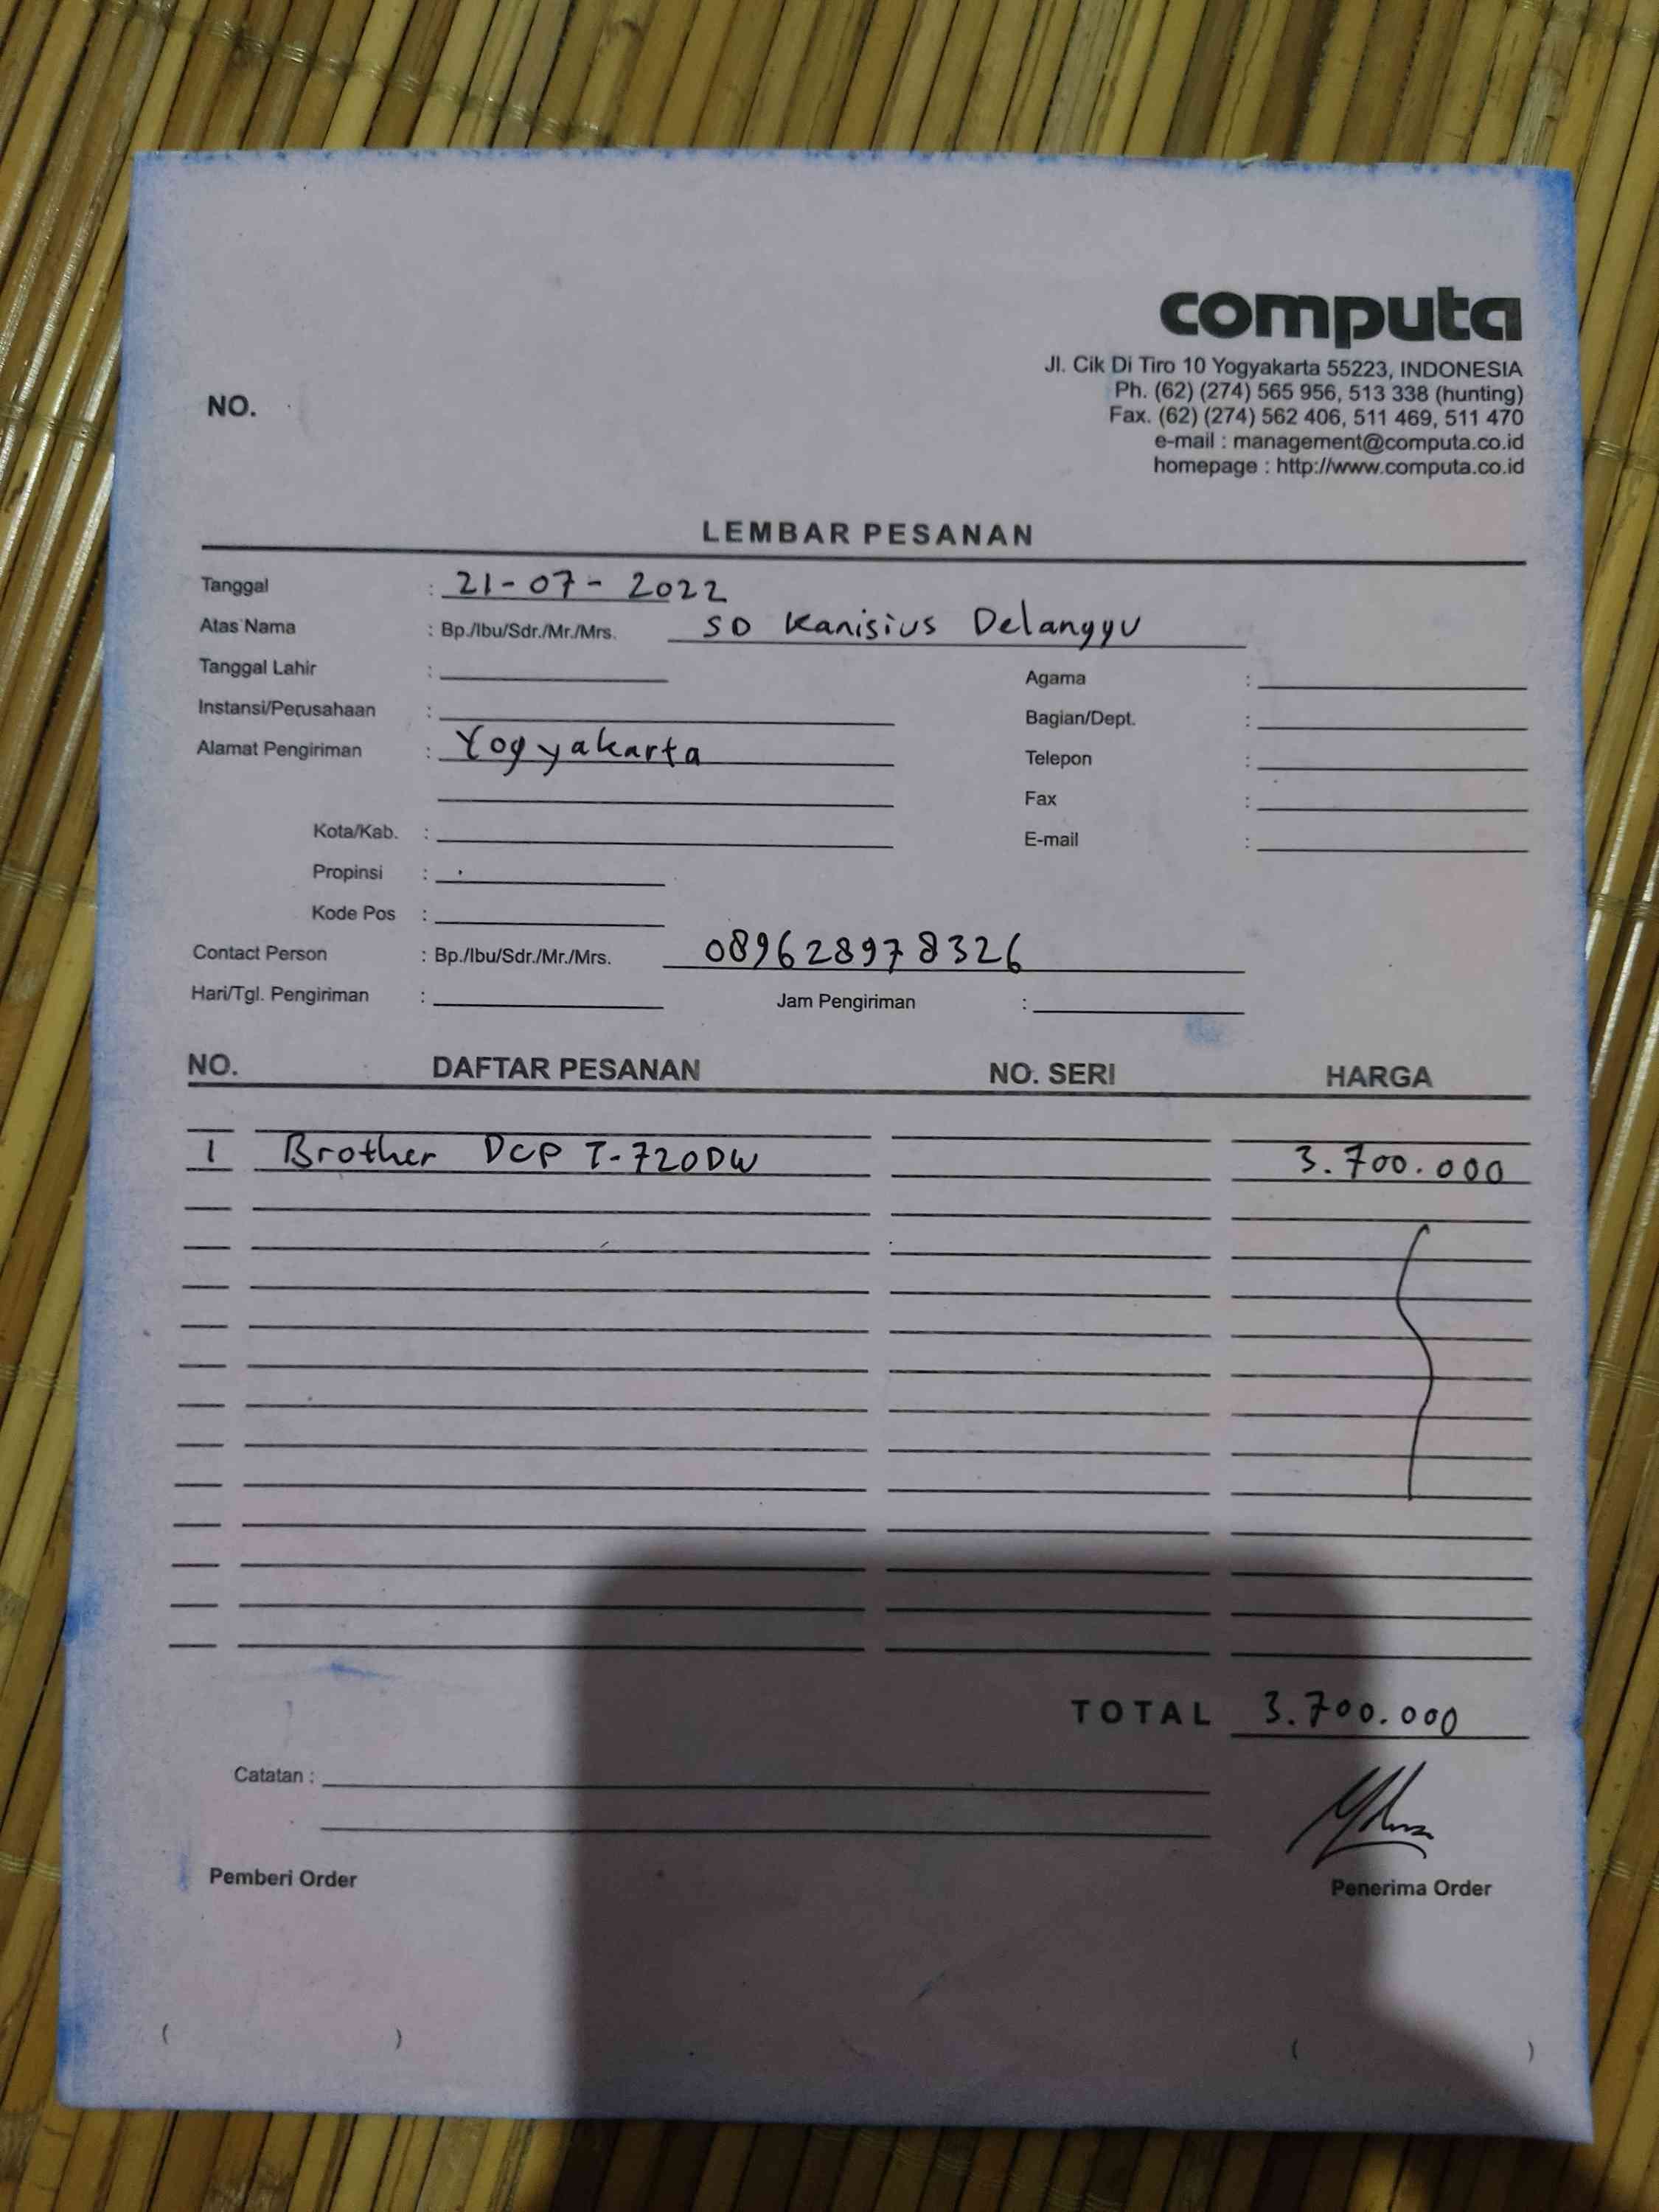 computa
Jl. Cik Di Tiro 10 Yogyakarta 55223, INDONESIA
Ph. (62) (274) 565 956, 513 338 (hunting)
Fax. (62) (274) 562 406, 511 469, 511 470
e-mail : management@computa.co.id
homepage : http://www.computa.co.id
NO.
LEMBAR PESANAN
Tanggal : 21-07-2022
Atas Nama : Bp./Ibu/Sdr./Mr./Mrs. SD Kanisius Delanggu
Tanggal Lahir : Agama :
Instansi/Perusahaan : Bagian/Dept. :
Alamat Pengiriman : Yogyakarta Telepon :
Fax :
Kota/Kab. : E-mail :
Propinsi :
Kode Pos :
Contact Person : Bp./Ibu/Sdr./Mr./Mrs. 089628978326
Hari/Tgl. Pengiriman : Jam Pengiriman :
NO. DAFTAR PESANAN NO. SERI HARGA
1 Brother DCP T-720DW 3.700.000
TOTAL 3.700.000
Catatan :
Pemberi Order Penerima Order
( ) ( )